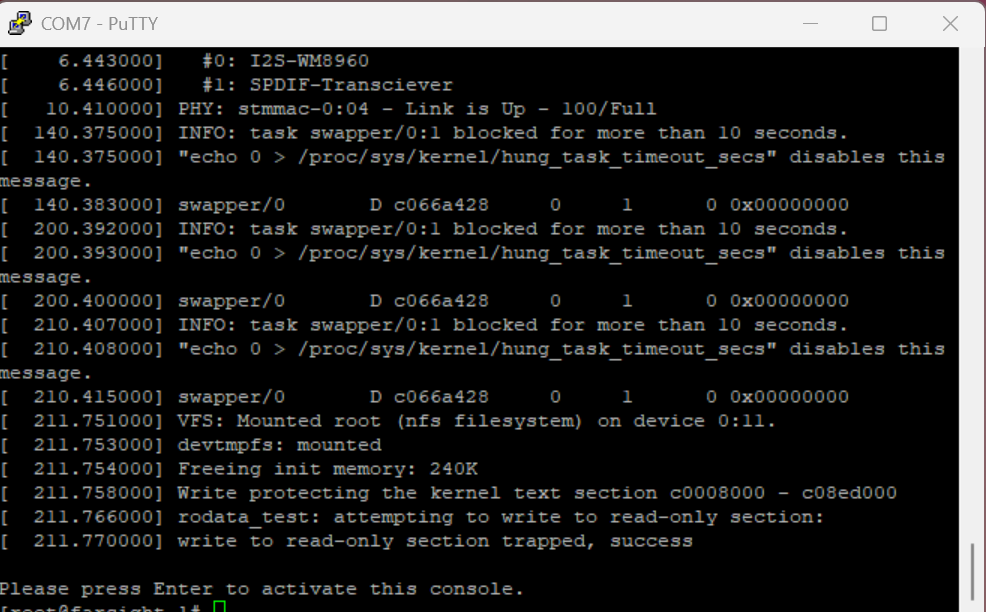 COM7 - PuTTY
[    6.443000]   #0: I2S-WM8960
[    6.446000]   #1: SPDIF-Transciever
[   10.410000] PHY: stmmac-0:04 - Link is Up - 100/Full
[  140.375000] INFO: task swapper/0:1 blocked for more than 10 seconds.
[  140.375000] "echo 0 > /proc/sys/kernel/hung_task_timeout_secs" disables this
message.
[  140.383000] swapper/0       D c066a428     0     1      0 0x00000000
[  200.392000] INFO: task swapper/0:1 blocked for more than 10 seconds.
[  200.393000] "echo 0 > /proc/sys/kernel/hung_task_timeout_secs" disables this
message.
[  200.400000] swapper/0       D c066a428     0     1      0 0x00000000
[  210.407000] INFO: task swapper/0:1 blocked for more than 10 seconds.
[  210.408000] "echo 0 > /proc/sys/kernel/hung_task_timeout_secs" disables this
message.
[  210.415000] swapper/0       D c066a428     0     1      0 0x00000000
[  211.751000] VFS: Mounted root (nfs filesystem) on device 0:11.
[  211.753000] devtmpfs: mounted
[  211.754000] Freeing init memory: 240K
[  211.758000] Write protecting the kernel text section c0008000 - c08ed000
[  211.766000] rodata_test: attempting to write to read-only section:
[  211.770000] write to read-only section trapped, success
Please press Enter to activate this console.
[root@farsight ]#